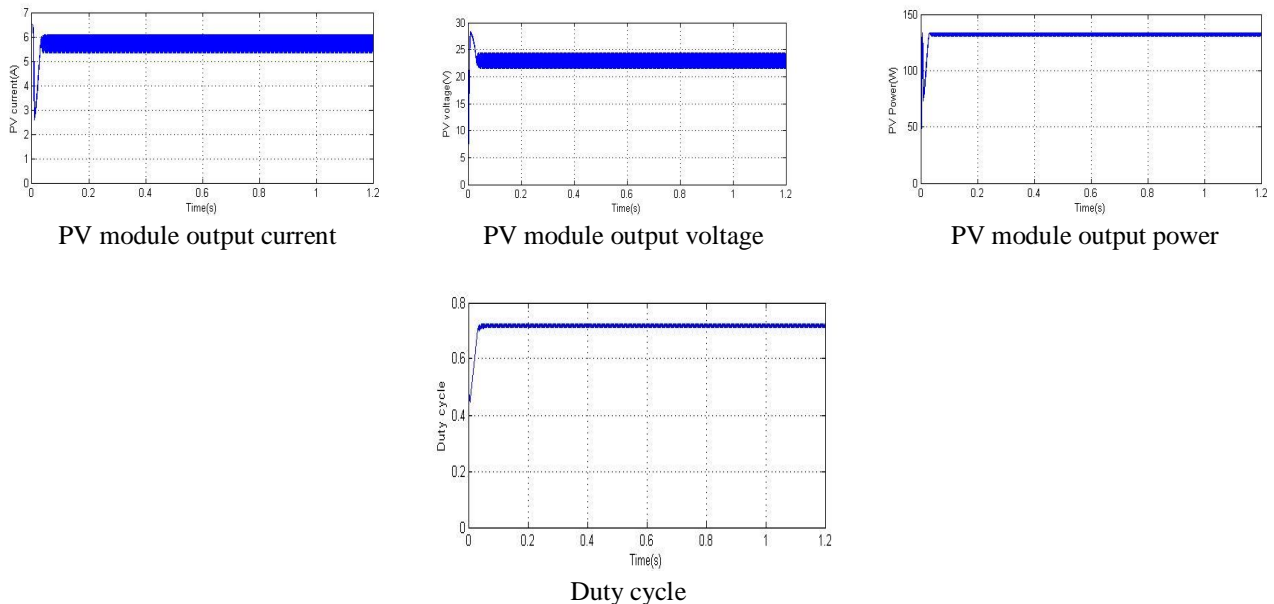 7
6
5
4
3
2
1
0
PV current(A)
0 0.2 0.4 0.6 0.8 1 1.2
Time(s)
PV module output current
30
25
20
15
10
5
0
PV voltage(V)
0 0.2 0.4 0.6 0.8 1 1.2
Time(s)
PV module output voltage
150
100
50
0
PV Power(W)
0 0.2 0.4 0.6 0.8 1 1.2
Time(s)
PV module output power
0.8
0.6
0.4
0.2
0
Duty cycle
0 0.2 0.4 0.6 0.8 1 1.2
Time(s)
Duty cycle